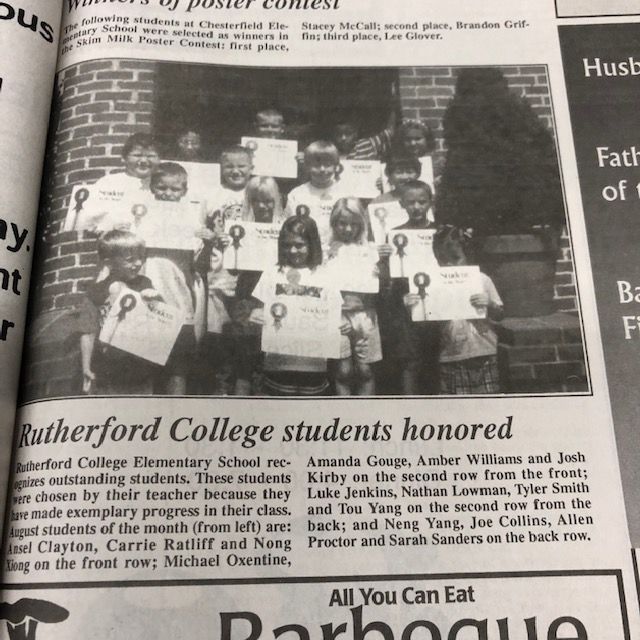 ous
Winners of poster contest
The following students at Chesterfield Ele-
mentary School were selected as winners in
the Skim Milk Poster Contest: first place,
Stacey McCall; second place, Brandon Grif-
fin; third place, Lee Glover.
ay.
nt
r
Student
Student
Student
Student
Student
Rutherford College students honored
Rutherford College Elementary School rec-
ognizes outstanding students. These students
were chosen by their teacher because they
have made exemplary progress in their class.
August students of the month (from left) are:
Ansel Clayton, Carrie Ratliff and Nong
Xiong on the front row; Michael Oxentine,
Amanda Gouge, Amber Williams and Josh
Kirby on the second row from the front;
Luke Jenkins, Nathan Lowman, Tyler Smith
and Tou Yang on the second row from the
back; and Neng Yang, Joe Collins, Allen
Proctor and Sarah Sanders on the back row.
All You Can Eat
Barbeque
Husb
Fath
of
Ba
Fi